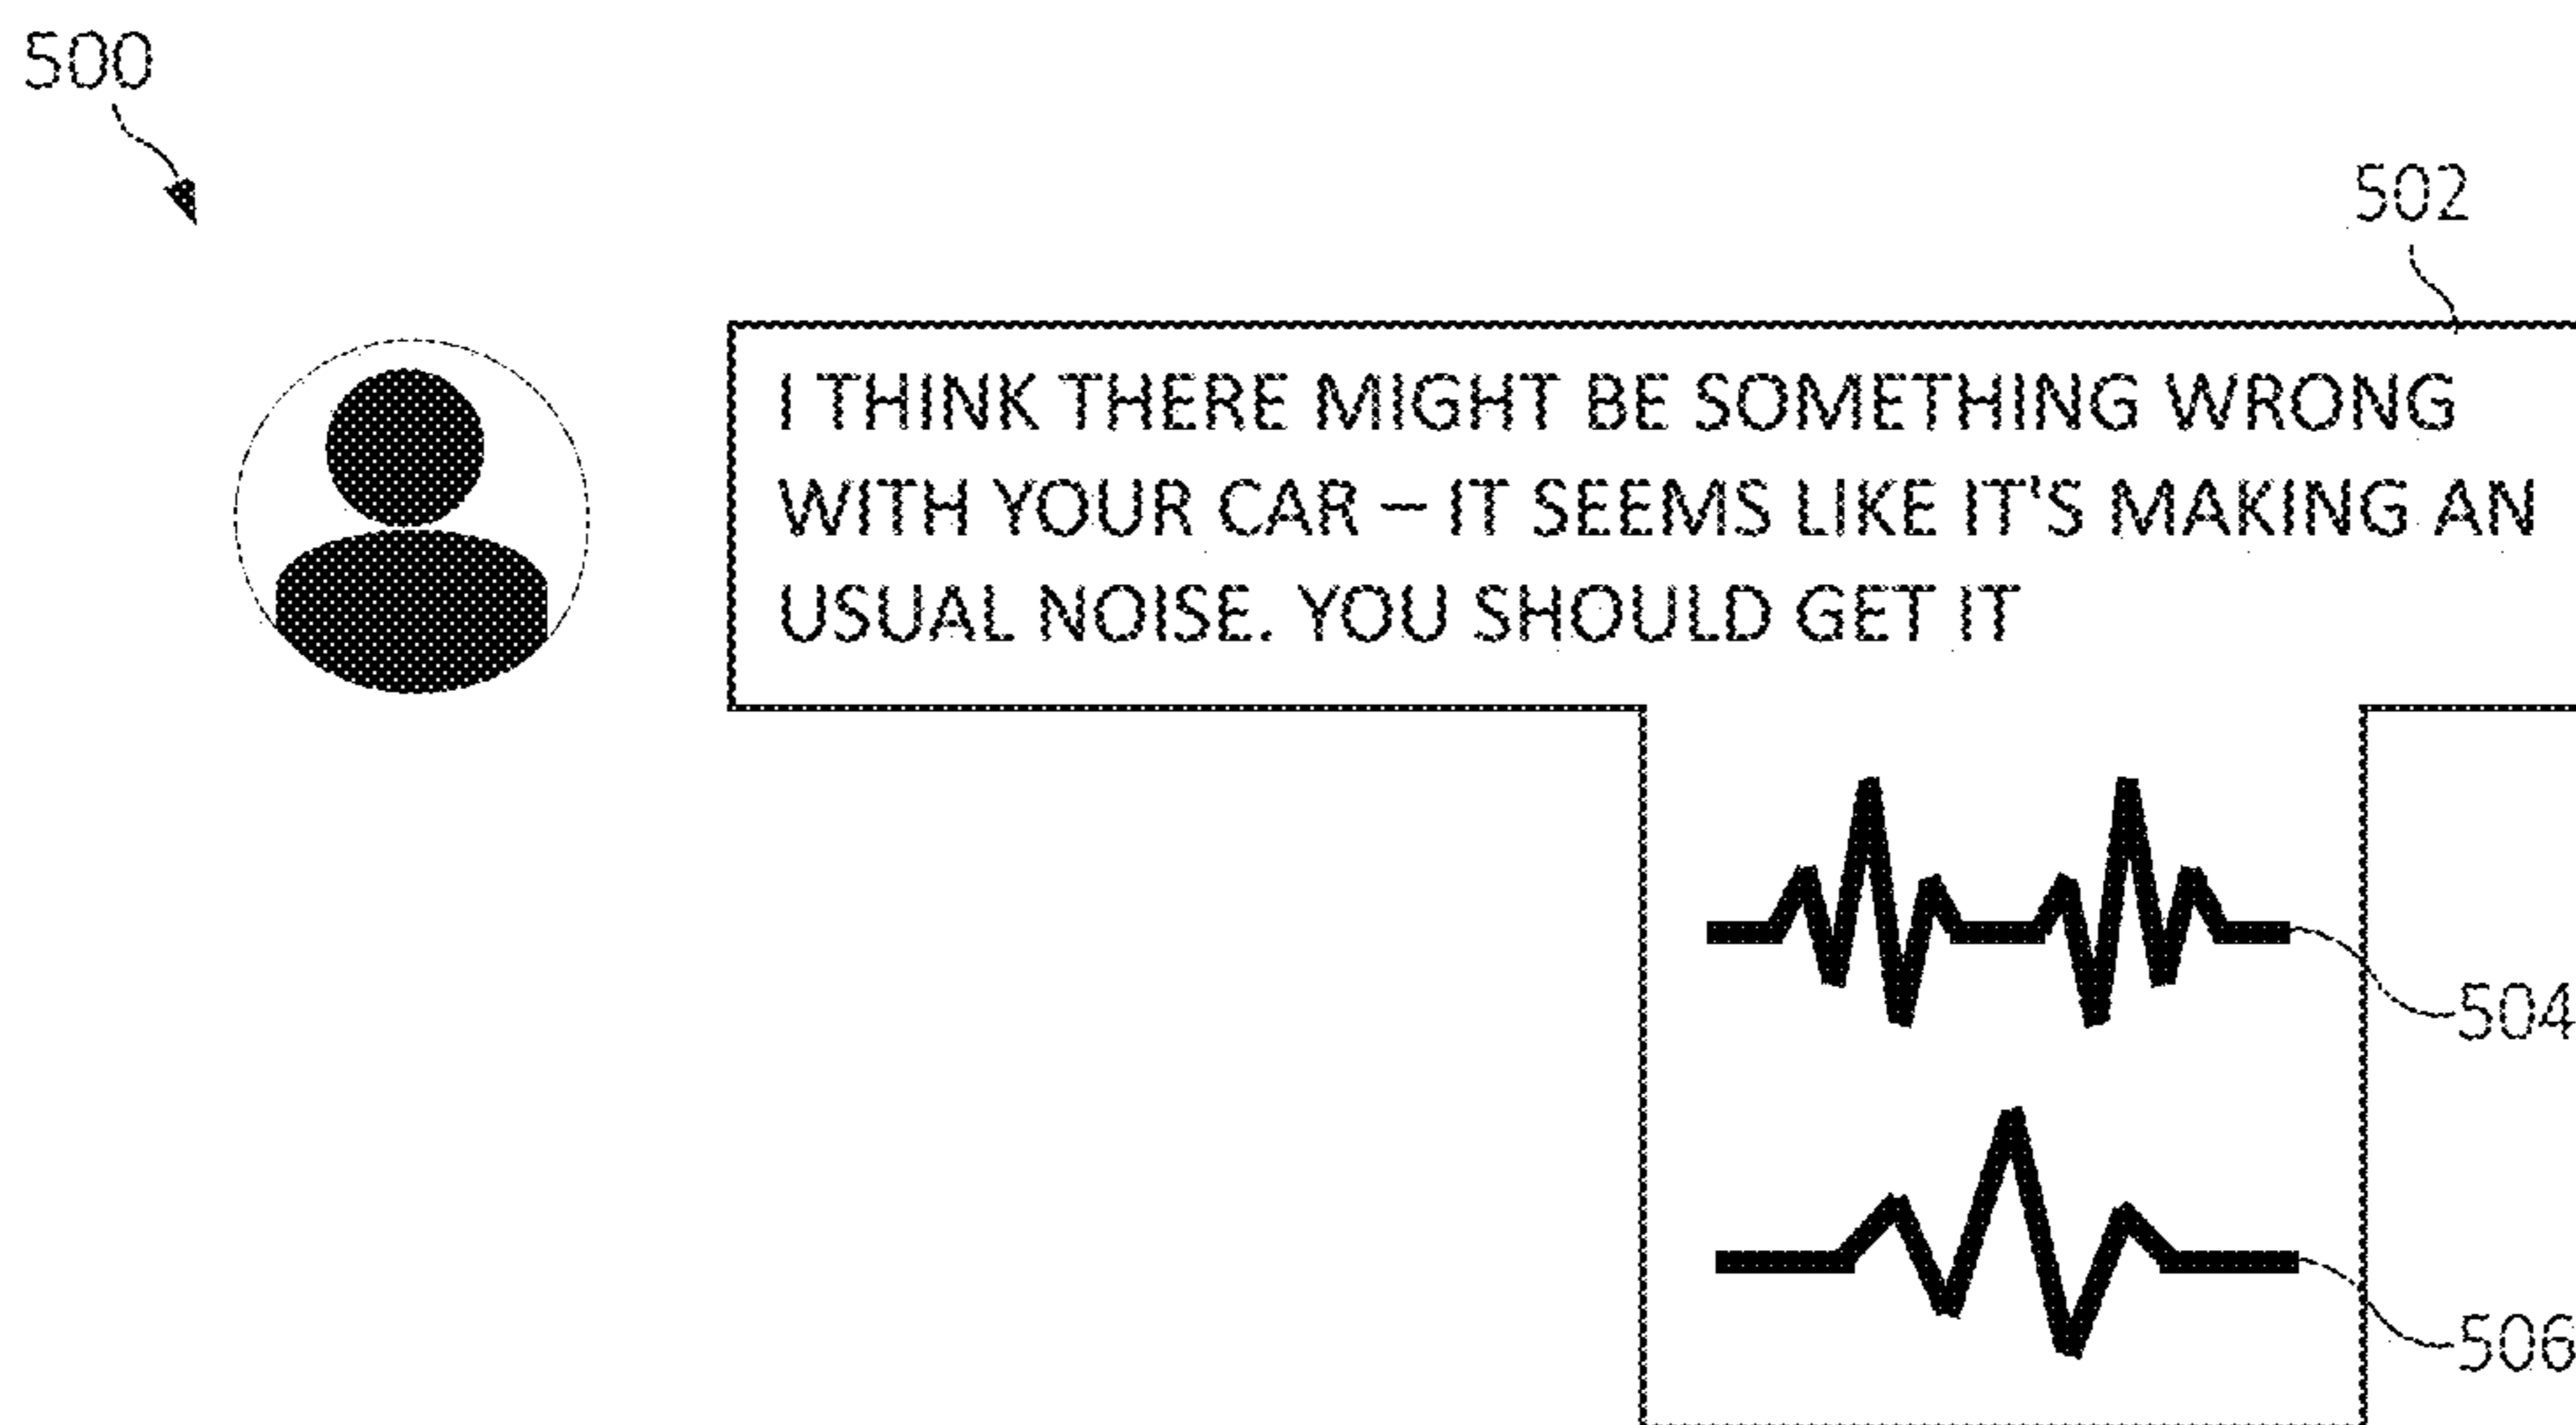 500
502
I THINK THERE MIGHT BE SOMETHING WRONG
WITH YOUR CAR – IT SEEMS LIKE IT'S MAKING AN
USUAL NOISE. YOU SHOULD GET IT
504
506